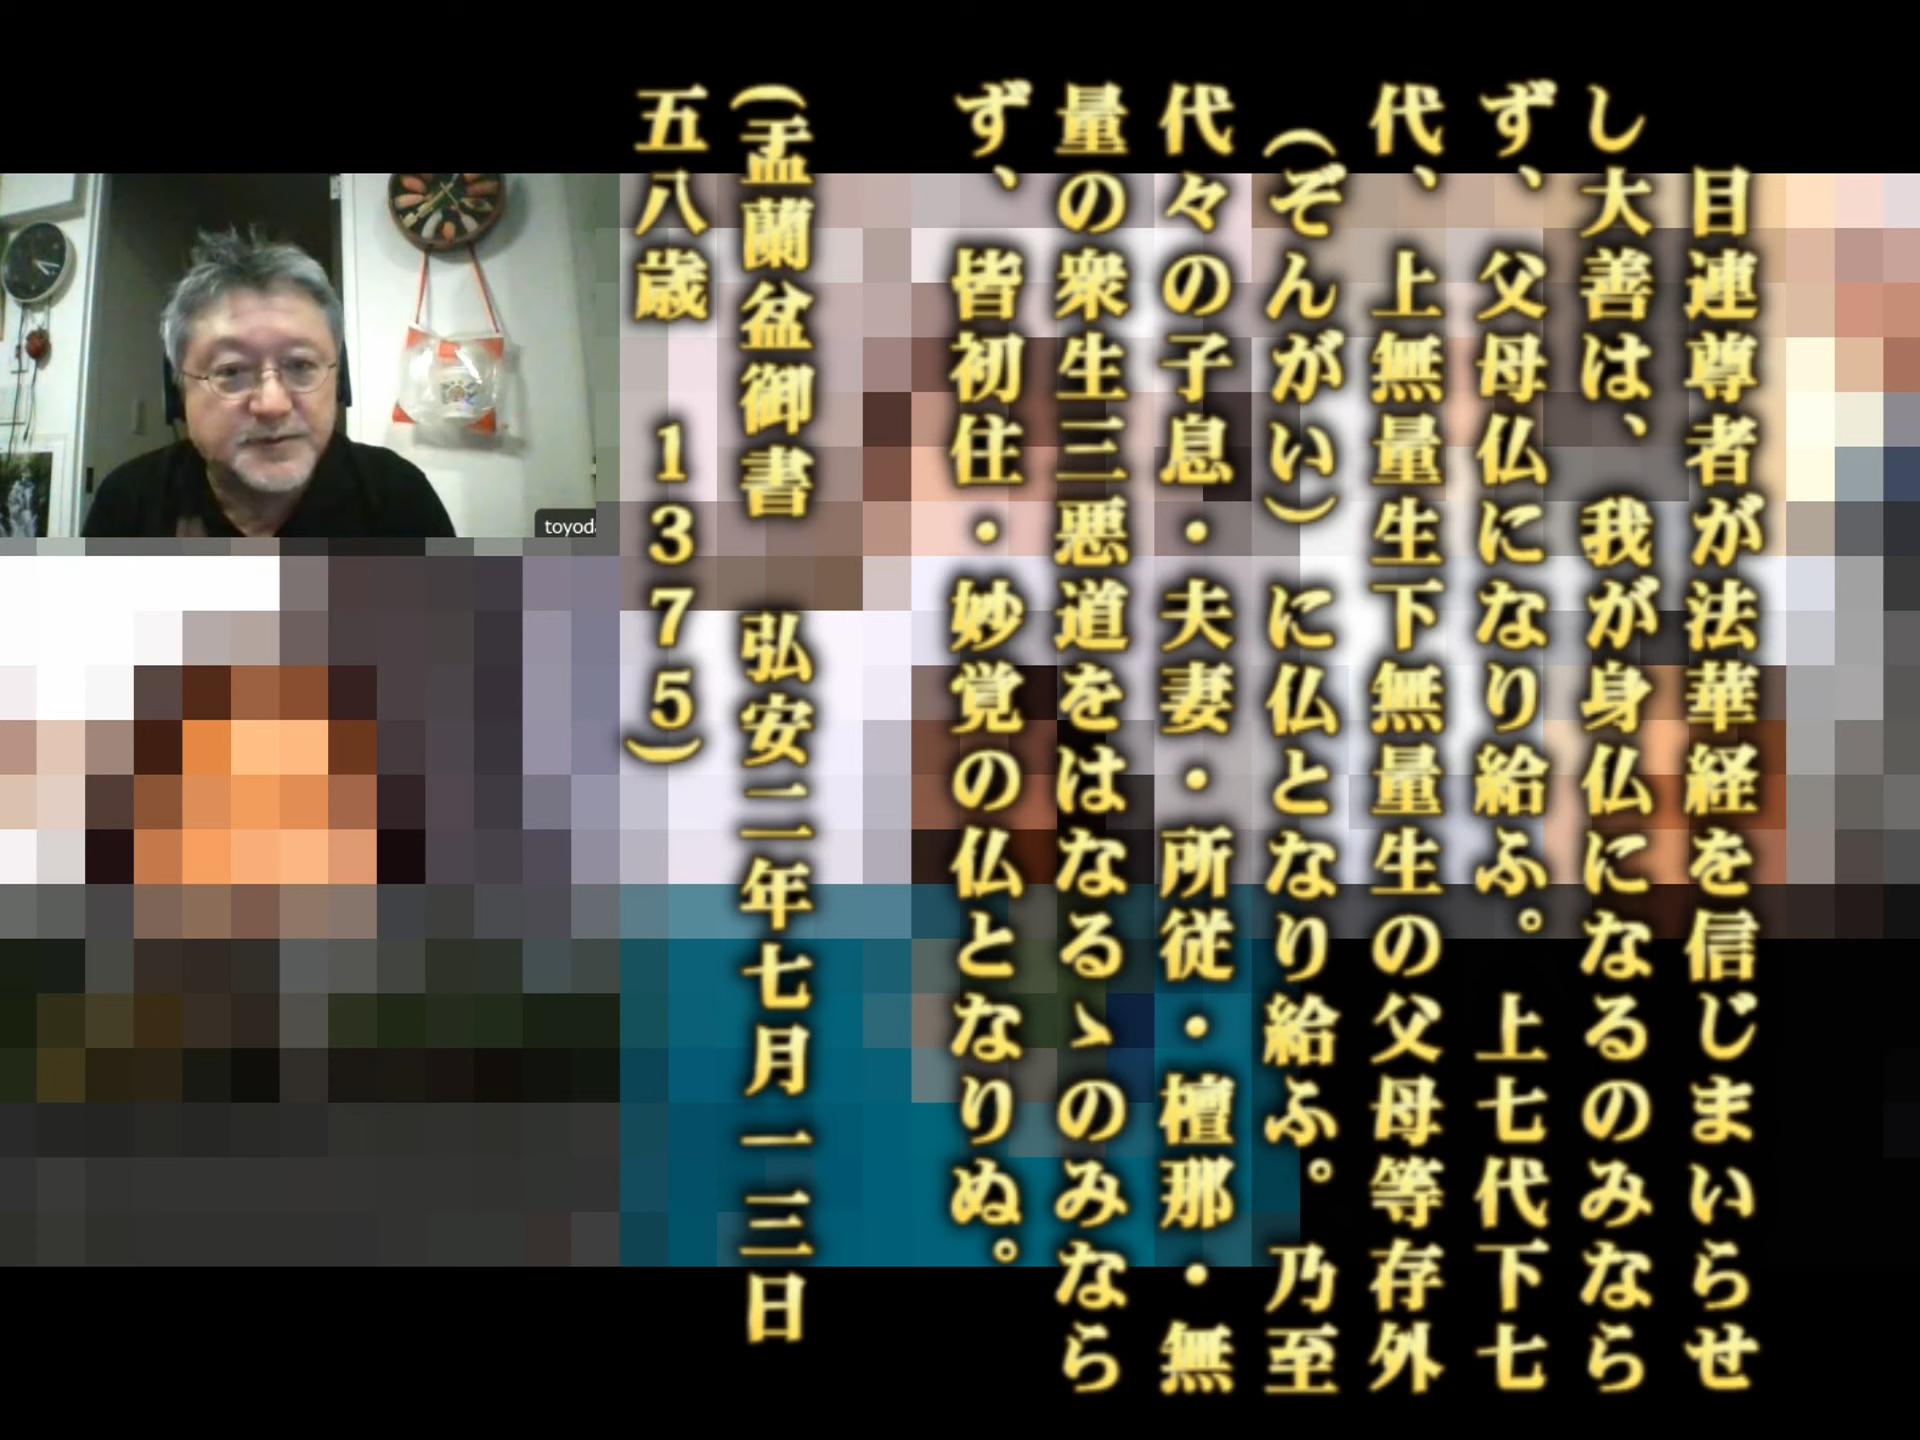 目連尊者が法華経を信じまいらせ
し大善は、我が身仏になるのみなら
ず、父母仏になり給ふ。上七代下七
代、上無量生下無量生の父母等存外
(ぞんがい)に仏となり給ふ。乃至
代々の子息・夫妻・所従・檀那・無
量の衆生三悪道をはなるゝのみなら
ず、皆初住・妙覚の仏となりぬ。
(盂蘭盆御書 弘安二年七月一三日
五八歳 1375)
toyod